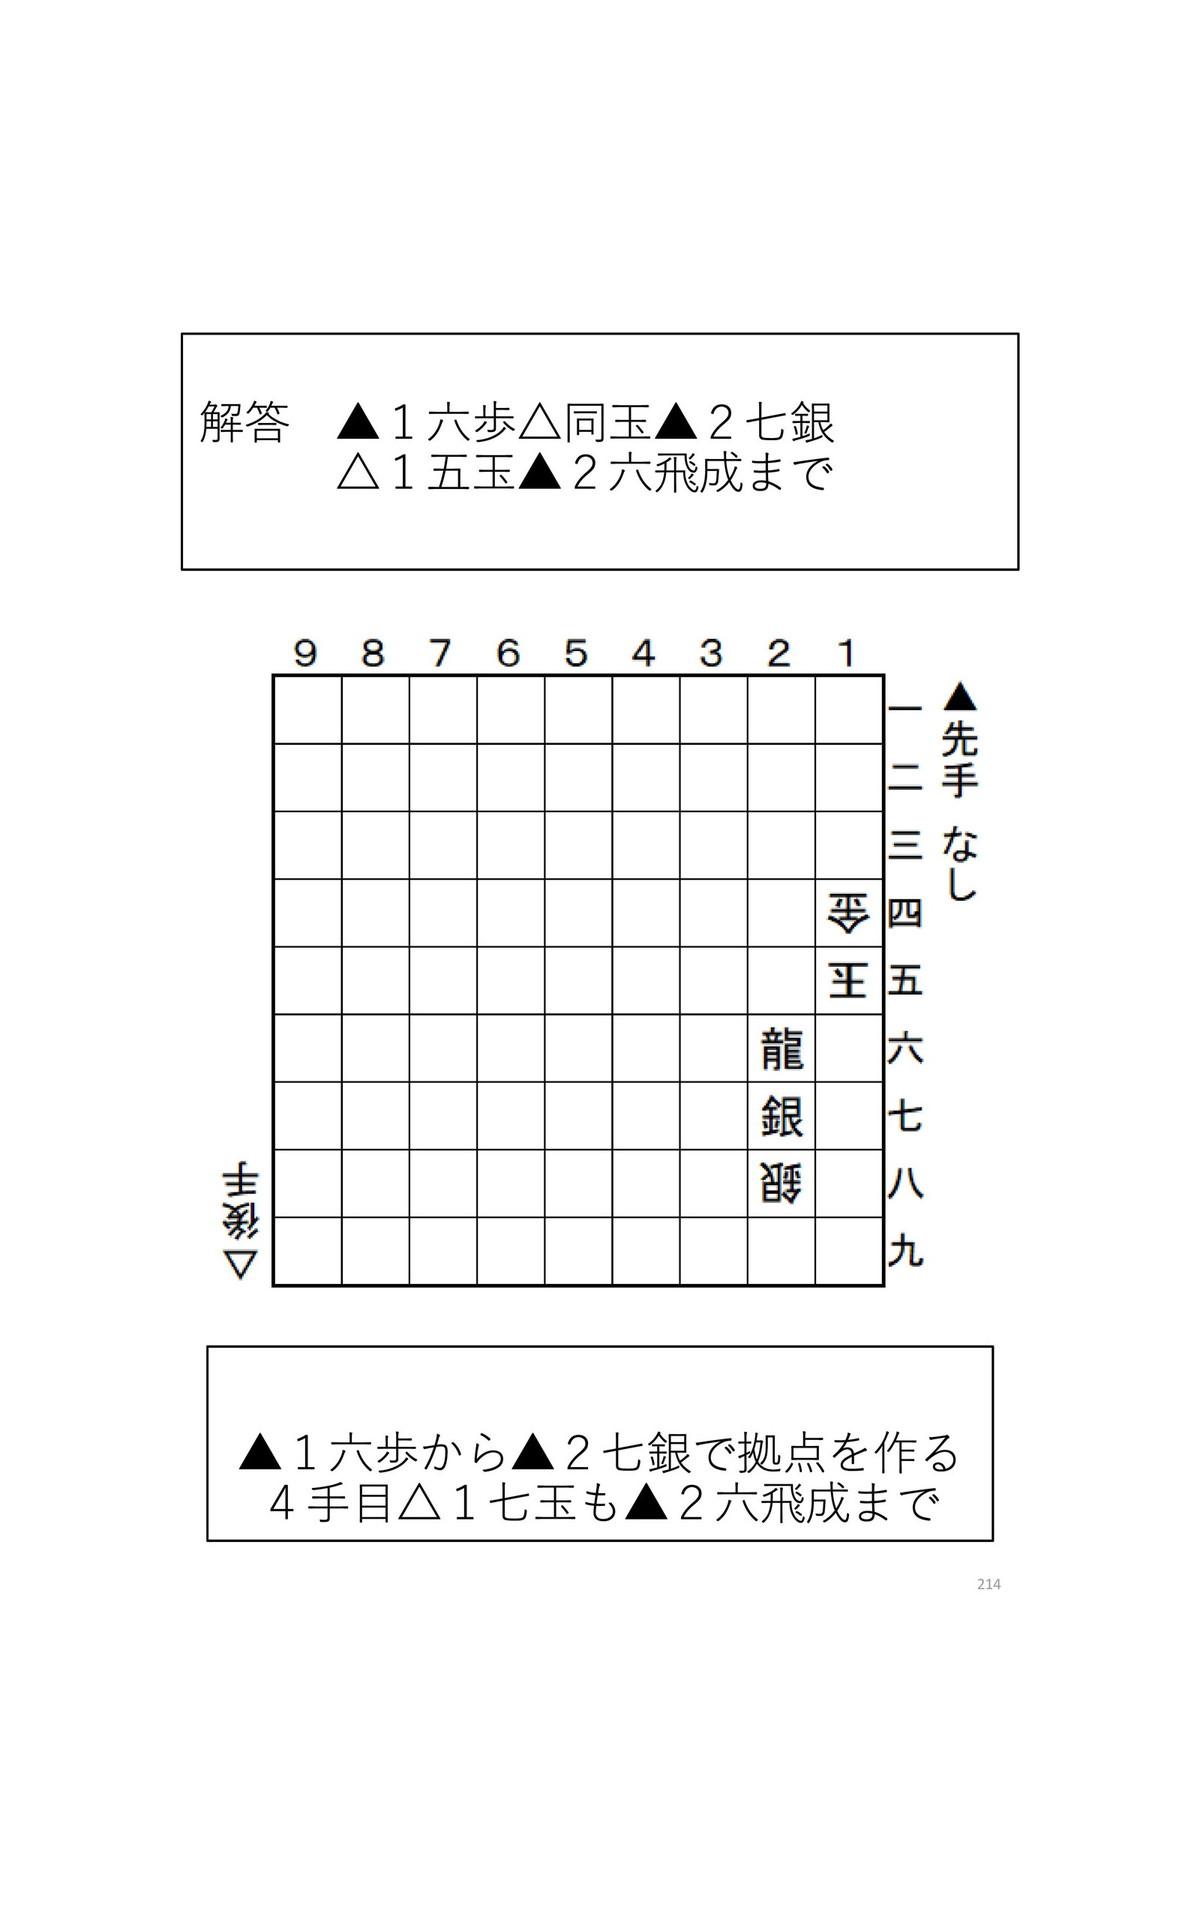 解答　▲１六歩△同玉▲２七銀
△１五玉▲２六飛成まで
９ ８ ７ ６ ５ ４ ３ ２ １
一
二
三
金 四
王 五
龍 六
銀 七
銀 八
九
▲先手 なし
△後手
▲１六歩から▲２七銀で拠点を作る
４手目△１七玉も▲２六飛成まで
214